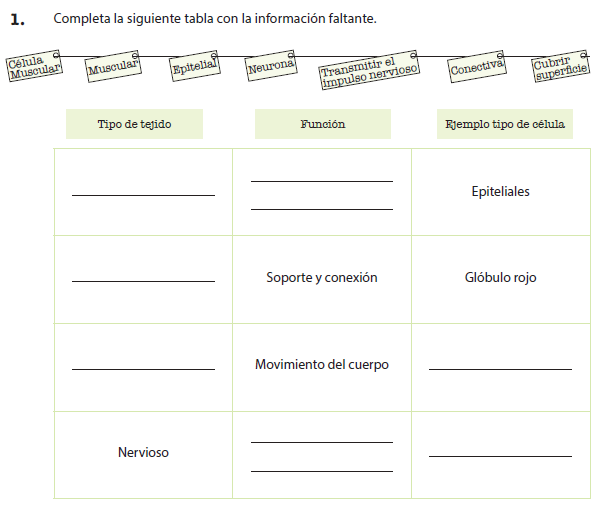 1. Completa la siguiente tabla con la información faltante.
Célula
Muscular
Muscular
Epitelial
Neurona
Transmitir el
impulso nervioso
Conectiva
Cubrir
superficie
Tipo de tejido
Función
Ejemplo tipo de célula
Epiteliales
Soporte y conexión
Glóbulo rojo
Movimiento del cuerpo
Nervioso